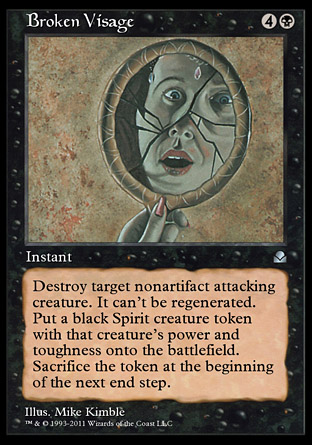 Broken Visage 4
Instant
Destroy target nonartifact attacking
creature. It can't be regenerated.
Put a black Spirit creature token
with that creature's power and
toughness onto the battlefield.
Sacrifice the token at the beginning
of the next end step.
Illus. Mike Kimble
™ & © 1993-2011 Wizards of the Coast LLC